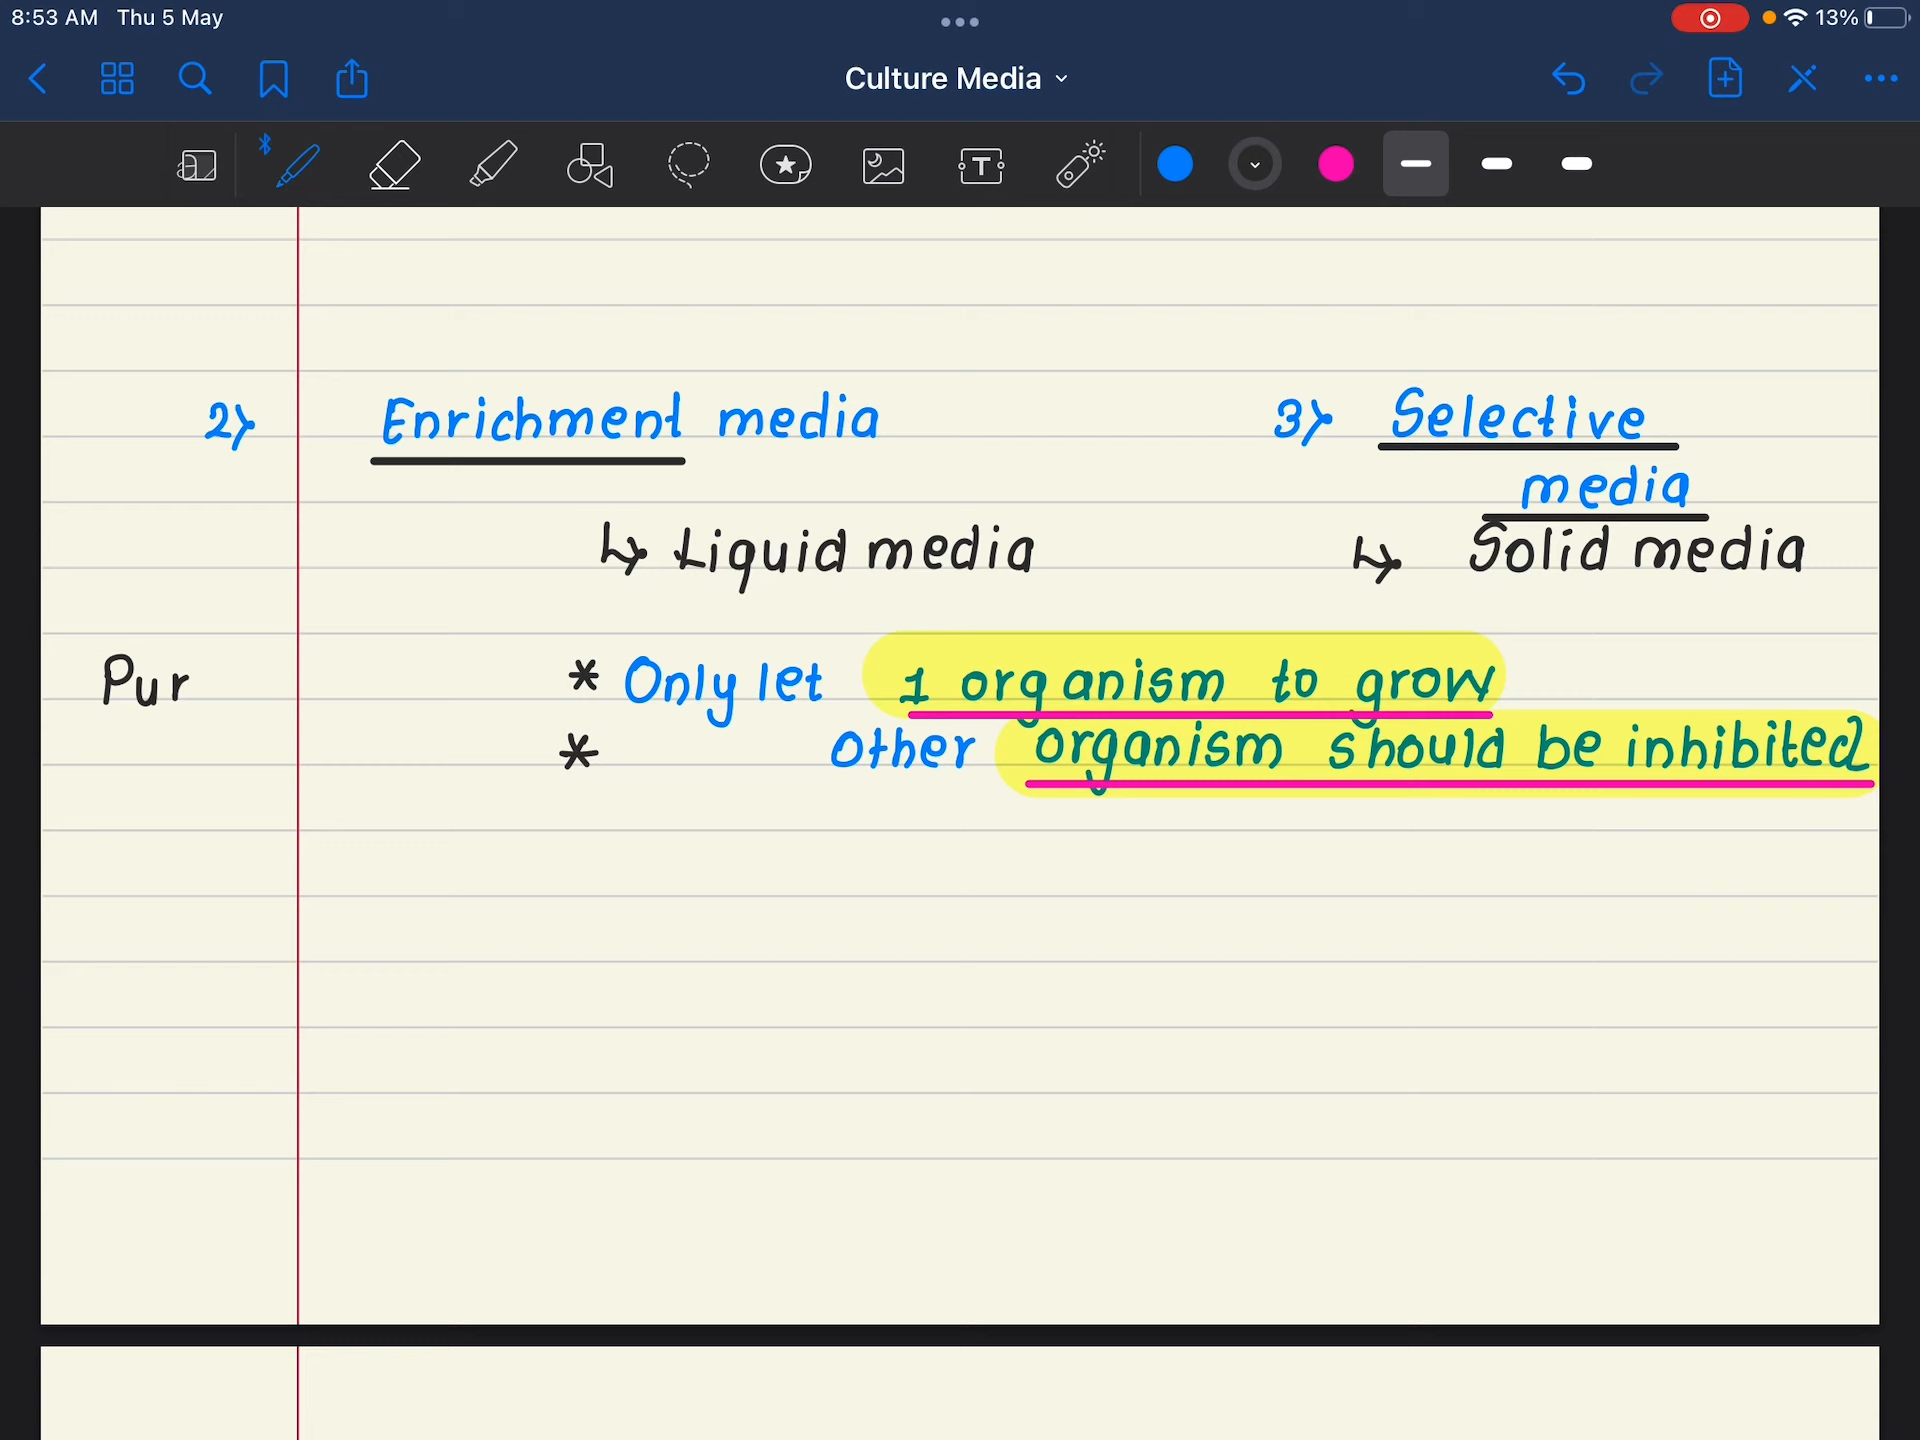 8:53 AM Thu 5 May 13%
Culture Media
T
2) Enrichment media 3) Selective
media
↳ Liquid media ↳ Solid media
Pur * Only let 1 organism to grow
* Other organism should be inhibited